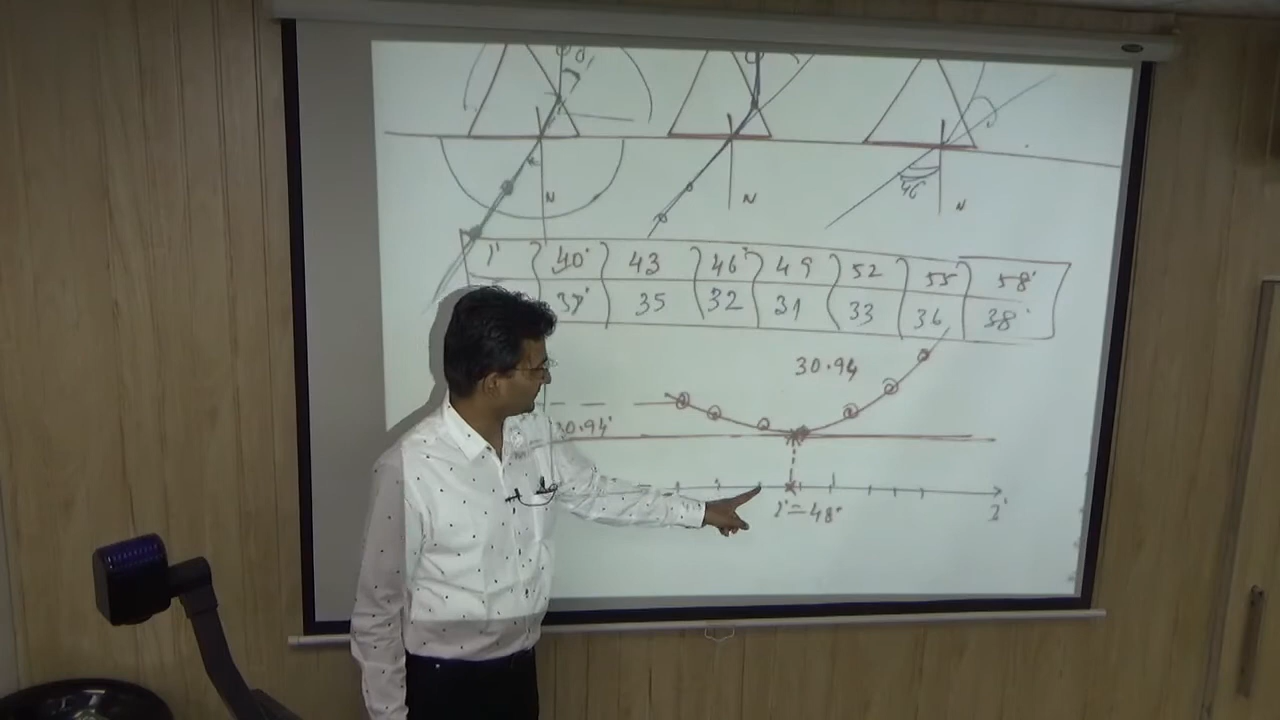 N N 46 N
i 40° 43 46° 49 52 55 58°
37° 35 32 31 33 36 38°
30.94
30.94°
i=48° i